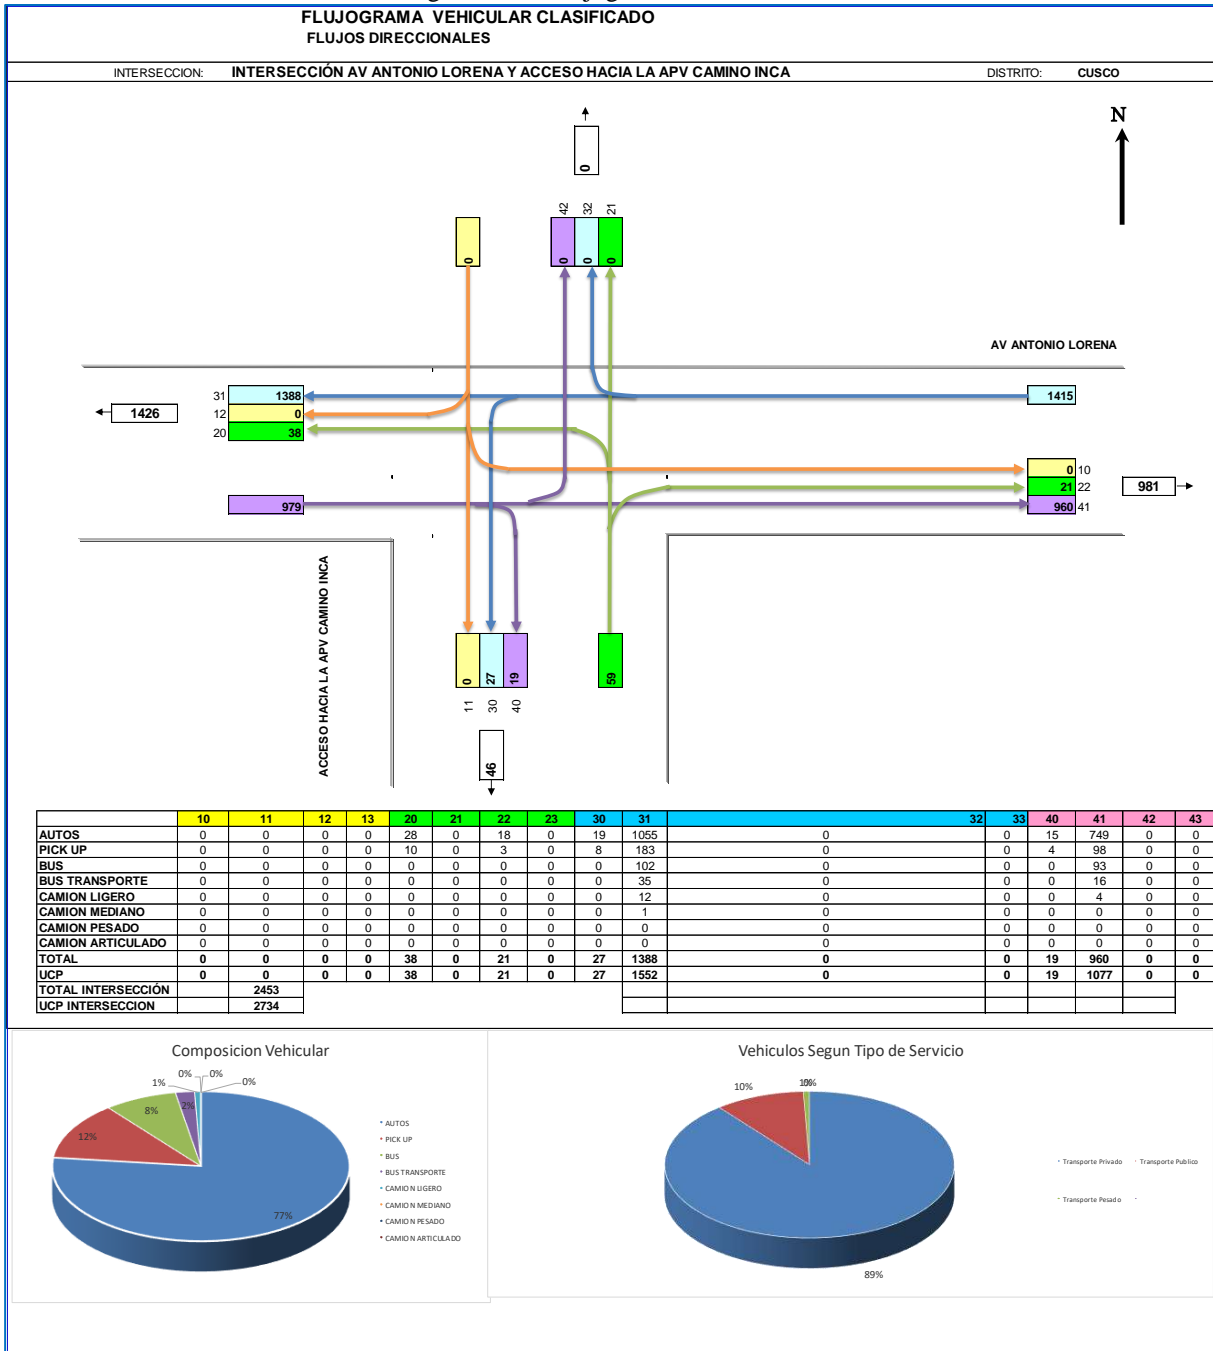 FLUJOGRAMA VEHICULAR CLASIFICADO
FLUJOS DIRECCIONALES
INTERSECCION: INTERSECCIÓN AV ANTONIO LORENA Y ACCESO HACIA LA APV CAMINO INCA DISTRITO: CUSCO
N
0
42 32 21
0 0 0 0
AV ANTONIO LORENA
31 1388 1415
1426 12 0
20 38
0 10
21 22 981
979 960 41
ACCESO HACIA LA APV CAMINO INCA
0 27 19 59
11 30 40
46
10 11 12 13 20 21 22 23 30 31 32 33 40 41 42 43
AUTOS 0 0 0 0 28 0 18 0 19 1055 0 0 15 749 0 0
PICK UP 0 0 0 0 10 0 3 0 8 183 0 0 4 98 0 0
BUS 0 0 0 0 0 0 0 0 0 102 0 0 0 93 0 0
BUS TRANSPORTE 0 0 0 0 0 0 0 0 0 35 0 0 0 16 0 0
CAMION LIGERO 0 0 0 0 0 0 0 0 0 12 0 0 0 4 0 0
CAMION MEDIANO 0 0 0 0 0 0 0 0 0 1 0 0 0 0 0 0
CAMION PESADO 0 0 0 0 0 0 0 0 0 0 0 0 0 0 0 0
CAMION ARTICULADO 0 0 0 0 0 0 0 0 0 0 0 0 0 0 0 0
TOTAL 0 0 0 0 38 0 21 0 27 1388 0 0 19 960 0 0
UCP 0 0 0 0 38 0 21 0 27 1552 0 0 19 1077 0 0
TOTAL INTERSECCIÓN 2453
UCP INTERSECCION 2734
Composicion Vehicular
0% 0%
1% 0%
8% 2%
12%
77%
AUTOS
PICK UP
BUS
BUS TRANSPORTE
CAMION LIGERO
CAMION MEDIANO
CAMION PESADO
CAMION ARTICULADO
Vehiculos Segun Tipo de Servicio
10%
89%
Transporte Privado Transporte Publico
Transporte Pesado